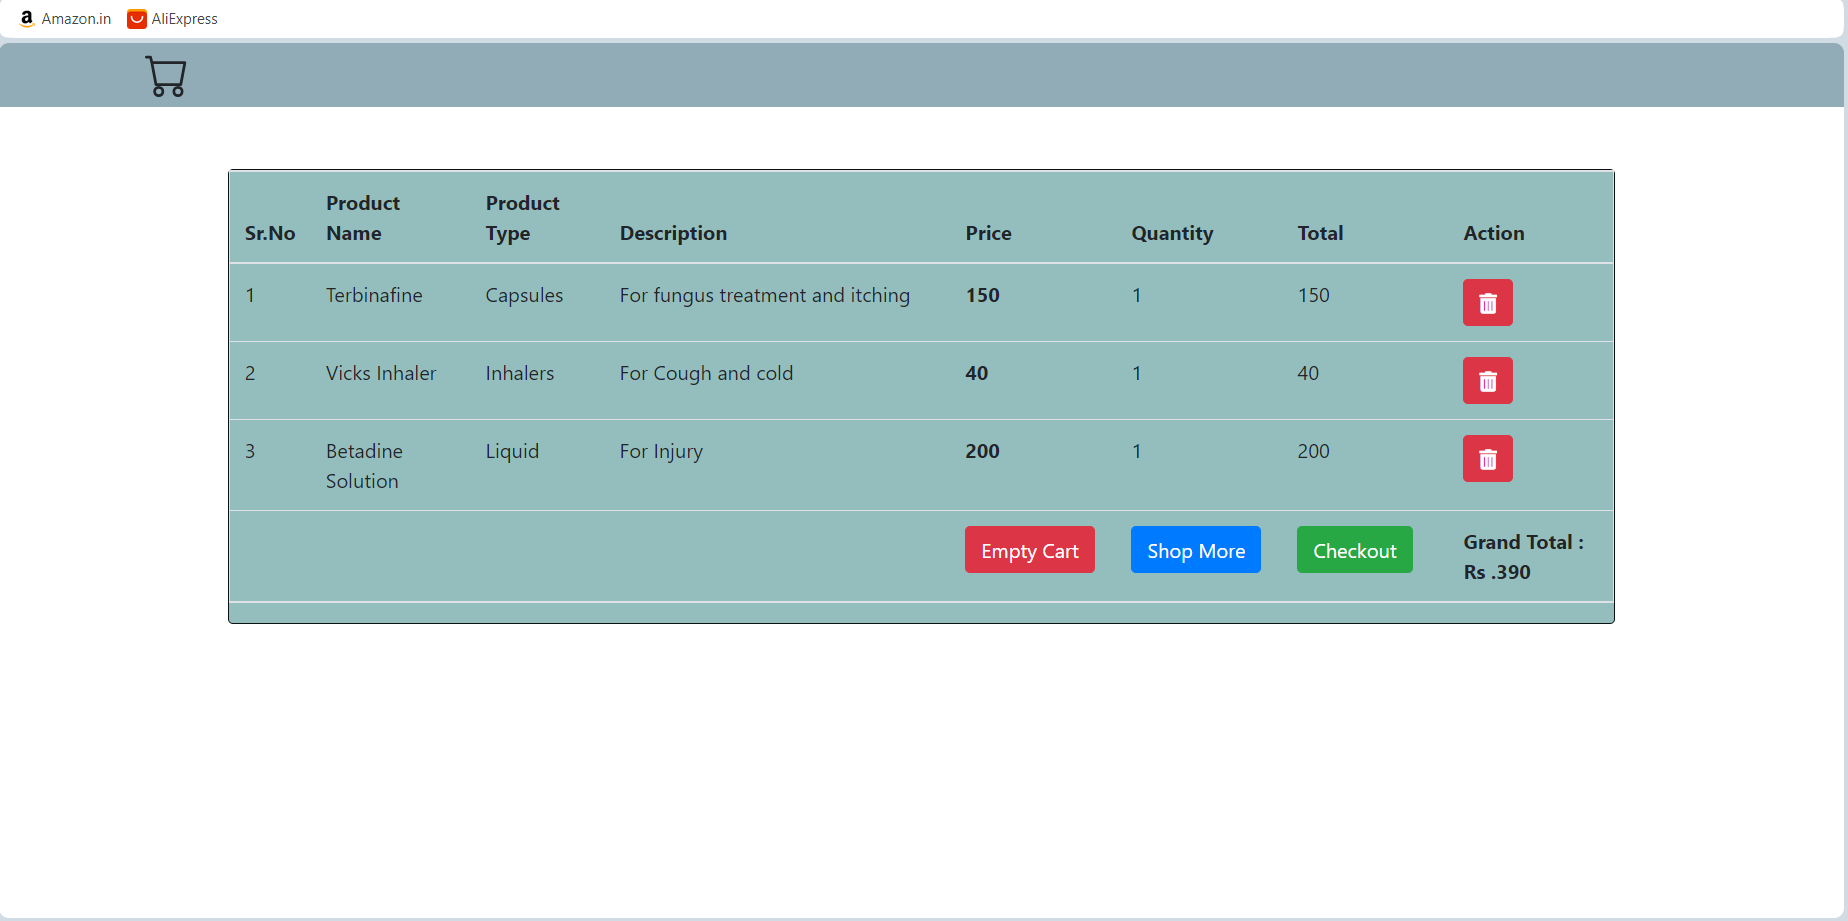 Amazon.in AliExpress
Sr.No Product Name Product Type Description Price Quantity Total Action
1 Terbinafine Capsules For fungus treatment and itching 150 1 150
2 Vicks Inhaler Inhalers For Cough and cold 40 1 40
3 Betadine Solution Liquid For Injury 200 1 200
Empty Cart Shop More Checkout Grand Total :
Rs .390